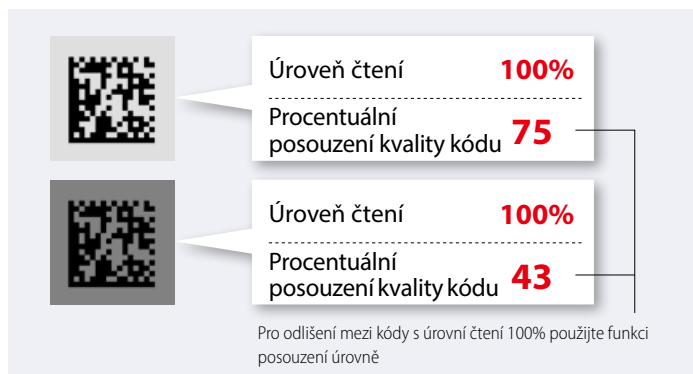 Úroveň čtení 100%
Procentuální
posouzení kvality kódu 75
Úroveň čtení 100%
Procentuální
posouzení kvality kódu 43
Pro odlišení mezi kódy s úrovní čtení 100% použijte funkci
posouzení úrovně